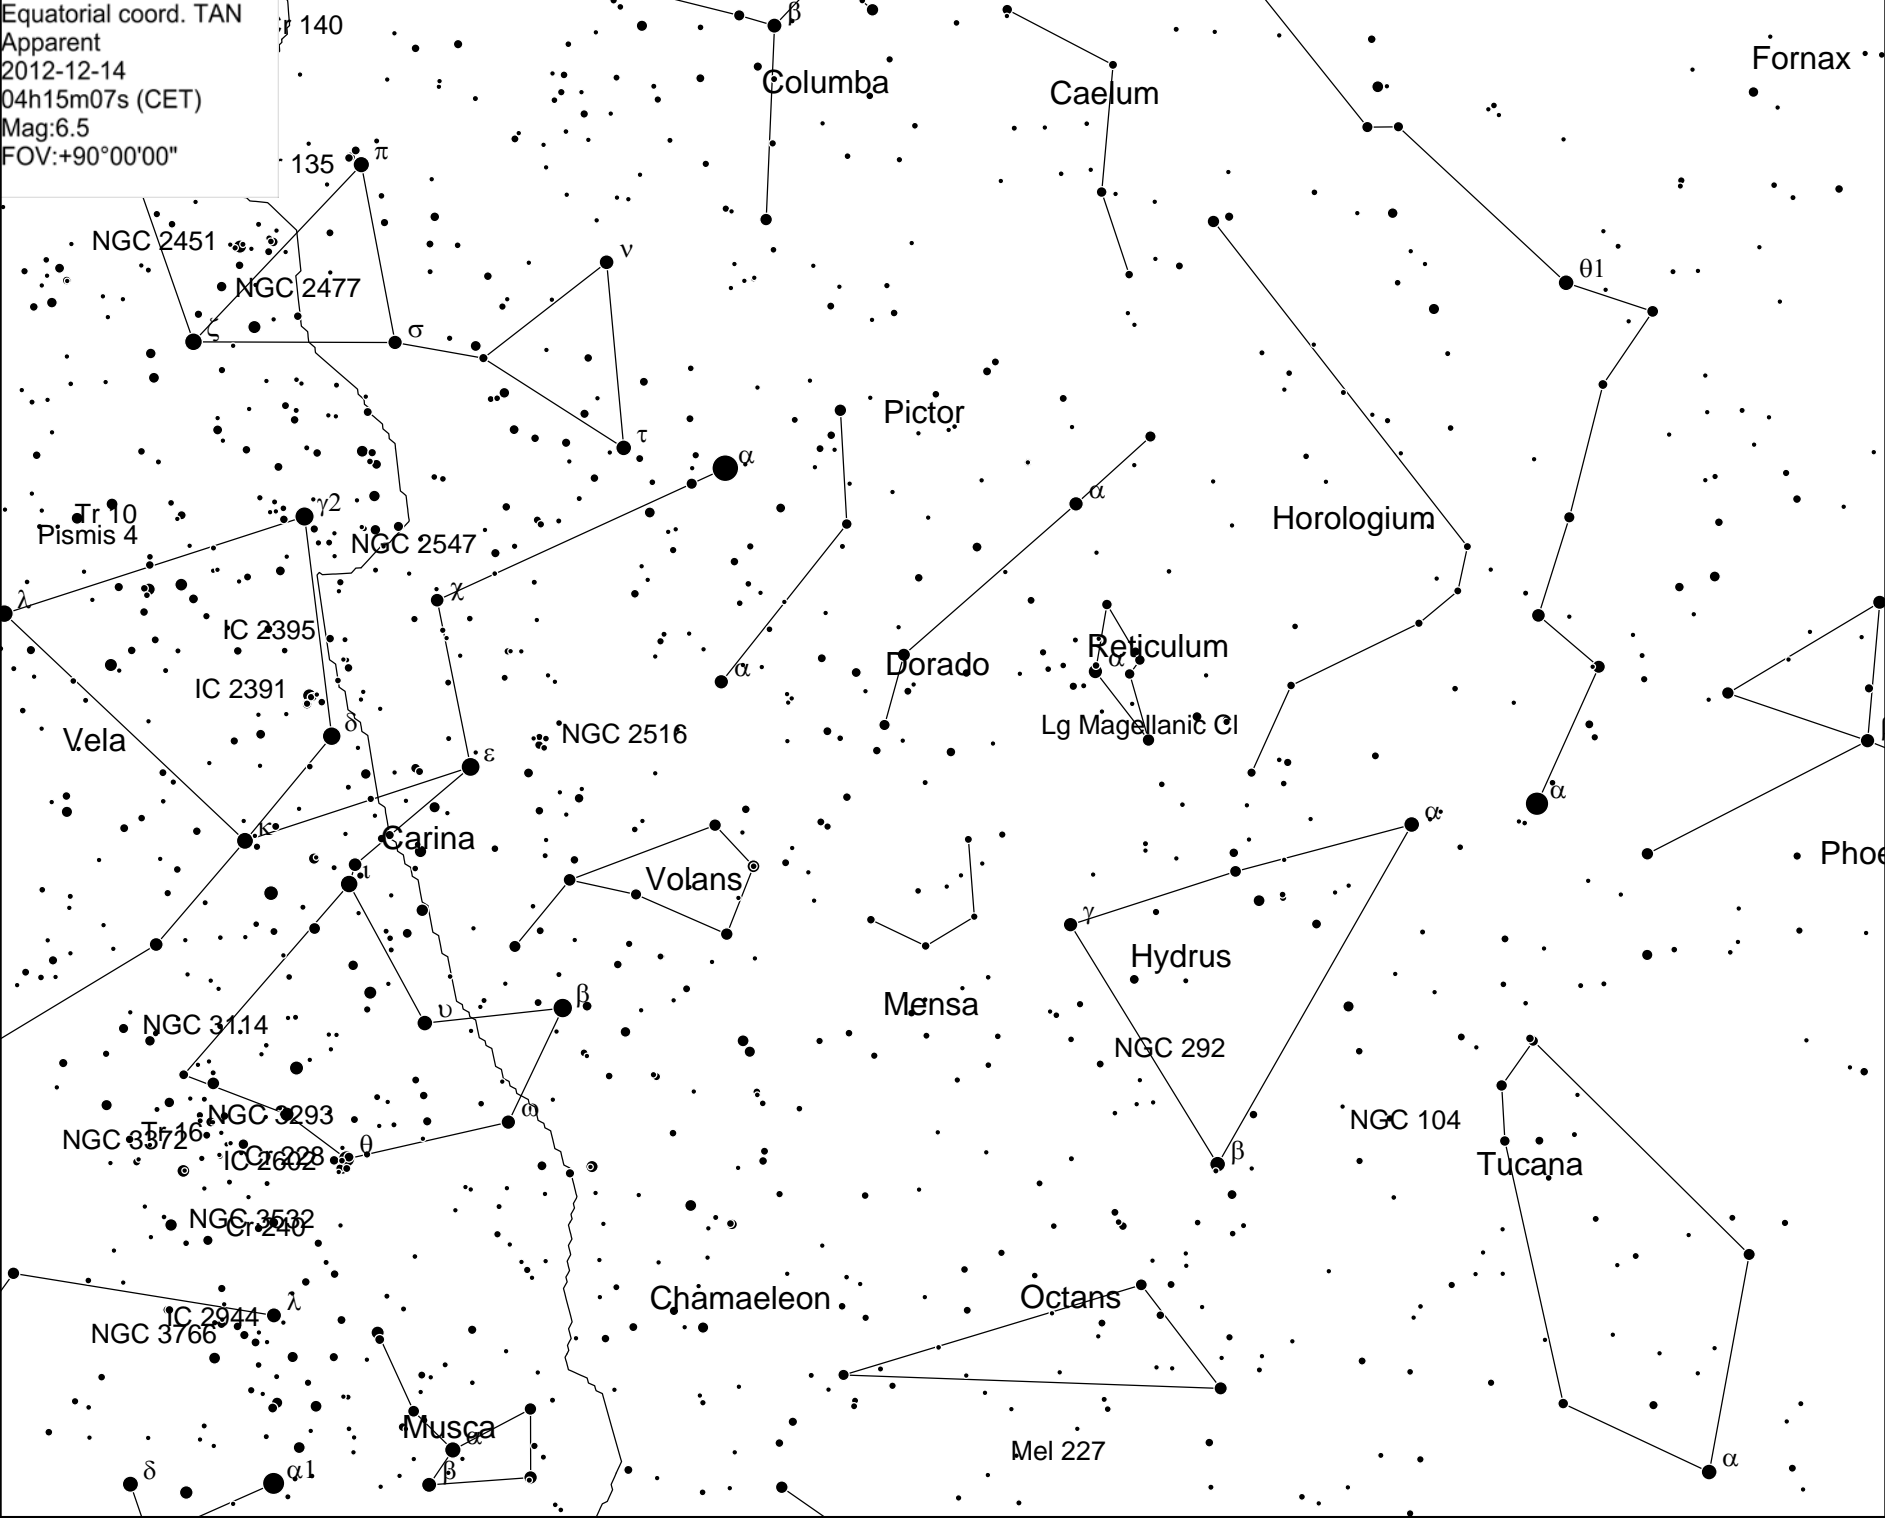 Equatorial coord. TAN
Apparent
2012-12-14
04h15m07s (CET)
Mag:6.5
FOV:+90°00'00"
140
β
Columba
Caelum
Fornax
135
π
NGC 2451
ν
NGC 2477
θ1
ζ
σ
Pictor
τ
α
α
γ2
Horologium
Tr 10
Pismis 4
NGC 2547
λ
χ
IC 2395
Reticulum
α
Dorado
α
IC 2391
δ
Lg Magellanic Cl
Vela
NGC 2516
ε
α
α
κ
Carina
Phoe
ι
Volans
γ
Hydrus
β
Mensa
υ
NGC 3114
NGC 292
ω
NGC 3293
NGC 104
Tr 16
NGC 3372
θ
Cr 228
IC 2602
β
Tucana
NGC 3532
Cr 240
λ
Chamaeleon
Octans
IC 2944
NGC 3766
Musca
α
Mel 227
α
δ
α1
β